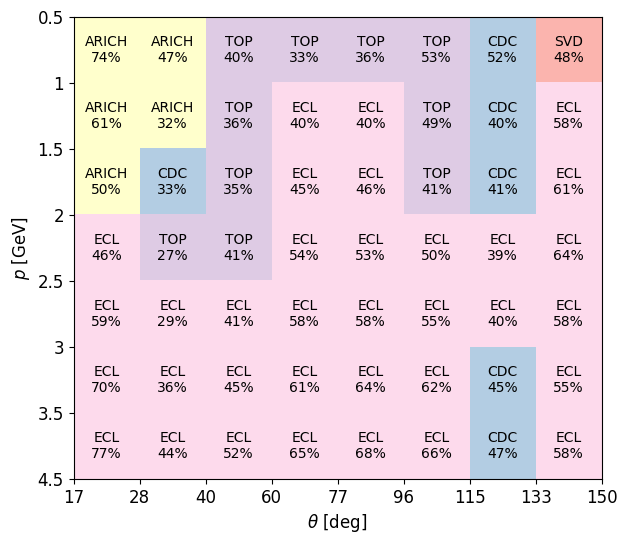 0.5
ARICH ARICH TOP TOP TOP TOP CDC SVD
74% 47% 40% 33% 36% 53% 52% 48%
1
ARICH ARICH TOP ECL ECL TOP CDC ECL
61% 32% 36% 40% 40% 49% 40% 58%
1.5
ARICH CDC TOP ECL ECL TOP CDC ECL
50% 33% 35% 45% 46% 41% 41% 61%
2
ECL TOP TOP ECL ECL ECL ECL ECL
46% 27% 41% 54% 53% 50% 39% 64%
2.5
ECL ECL ECL ECL ECL ECL ECL ECL
59% 29% 41% 58% 58% 55% 40% 58%
3
ECL ECL ECL ECL ECL ECL CDC ECL
70% 36% 45% 61% 64% 62% 45% 55%
3.5
ECL ECL ECL ECL ECL ECL CDC ECL
77% 44% 52% 65% 68% 66% 47% 58%
4.5
p [GeV]
17 28 40 60 77 96 115 133 150
θ [deg]